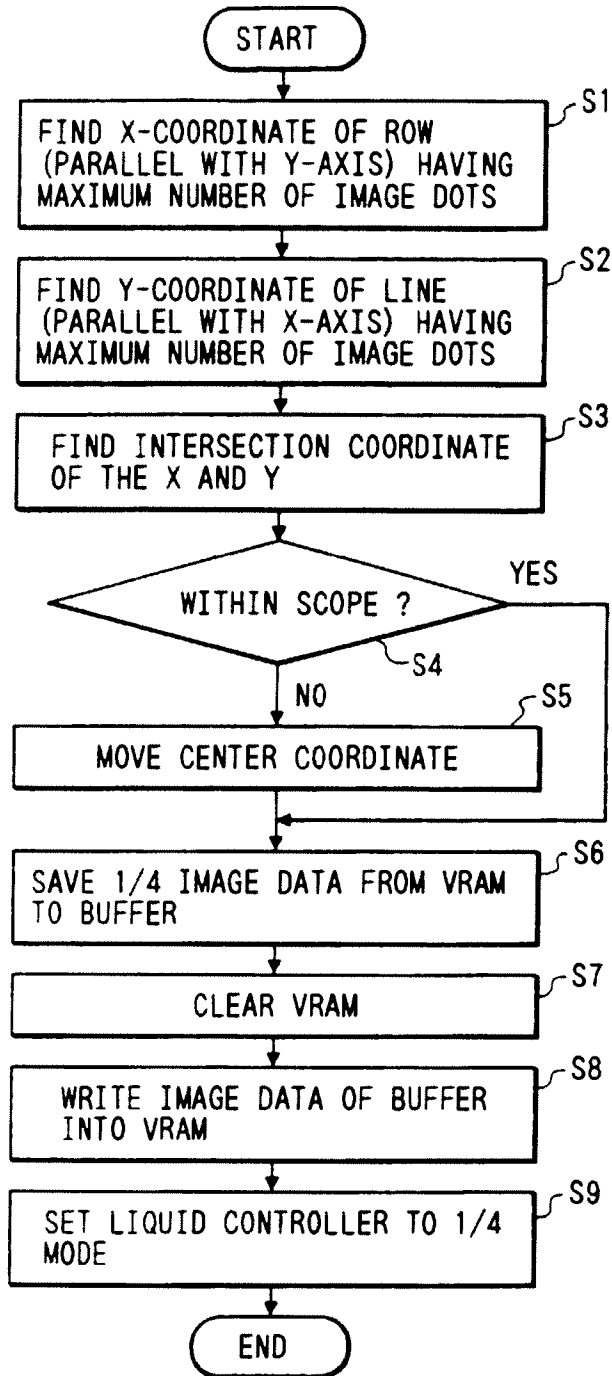 START
S1
FIND X-COORDINATE OF ROW
(PARALLEL WITH Y-AXIS) HAVING
MAXIMUM NUMBER OF IMAGE DOTS
S2
FIND Y-COORDINATE OF LINE
(PARALLEL WITH X-AXIS) HAVING
MAXIMUM NUMBER OF IMAGE DOTS
S3
FIND INTERSECTION COORDINATE
OF THE X AND Y
YES
WITHIN SCOPE ?
S4
NO
S5
MOVE CENTER COORDINATE
S6
SAVE 1/4 IMAGE DATA FROM VRAM
TO BUFFER
S7
CLEAR VRAM
S8
WRITE IMAGE DATA OF BUFFER
INTO VRAM
S9
SET LIQUID CONTROLLER TO 1/4
MODE
END